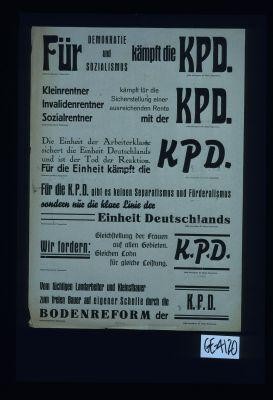 Für DEMOKRATIE und SOZIALISMUS kämpft die KPD.
Kleinrentner
Invalidenrentner
Sozialrentner
kämpft für die
Sicherstellung einer
ausreichenden Rente
mit der
KPD.
Die Einheit der Arbeiterklasse
sichert die Einheit Deutschlands
und ist der Tod der Reaktion.
Für die Einheit kämpft die
KPD.
Für die K.P.D. gibt es keinen Separatismus und Förderalismus
sondern nur die klare Linie der
Einheit Deutschlands
Wir fordern:
Gleichstellung der Frauen
auf allen Gebieten.
Gleichen Lohn
für gleiche Leistung.
K.P.D.
Vom tüchtigen Landarbeiter und Kleinstbauer
zum freien Bauer auf eigener Scholle durch die
BODENREFORM der
K.P.D.
GE A120